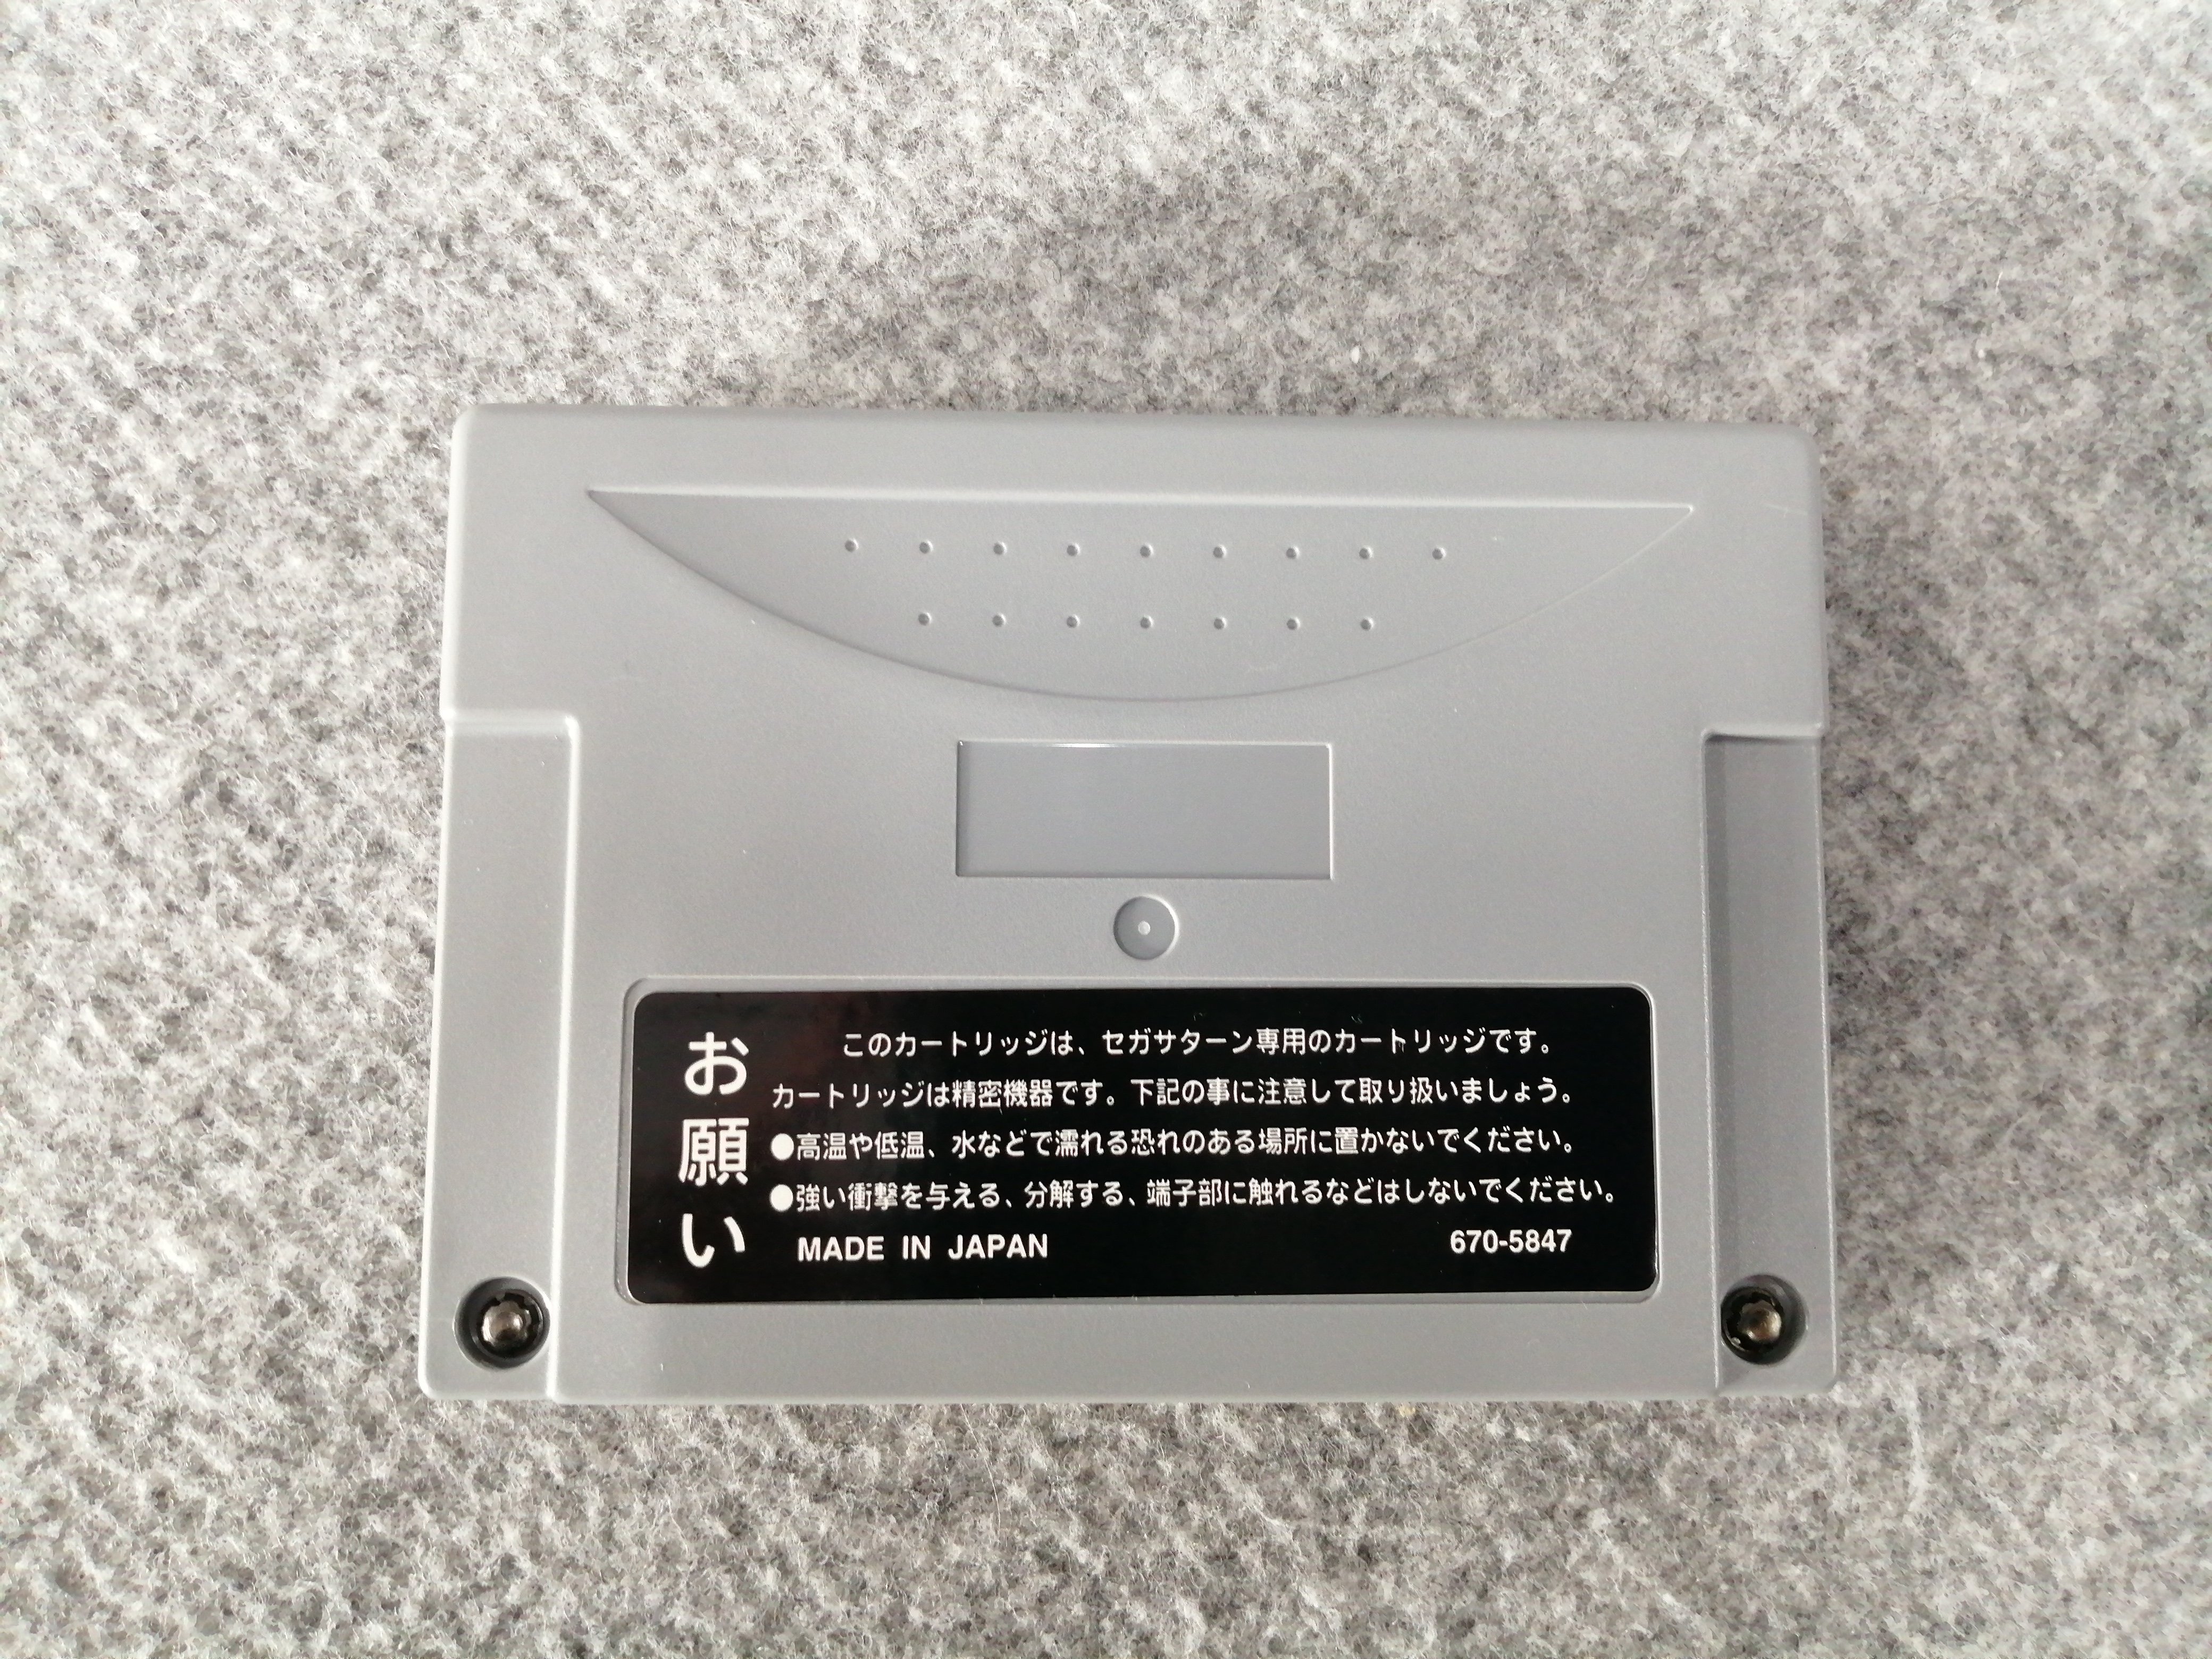 お願い
このカートリッジは、セガサターン専用のカートリッジです。
カートリッジは精密機器です。下記の事に注意して取り扱いましょう。
●高温や低温、水などで濡れる恐れのある場所に置かないでください。
●強い衝撃を与える、分解する、端子部に触れるなどはしないでください。
MADE IN JAPAN
670-5847